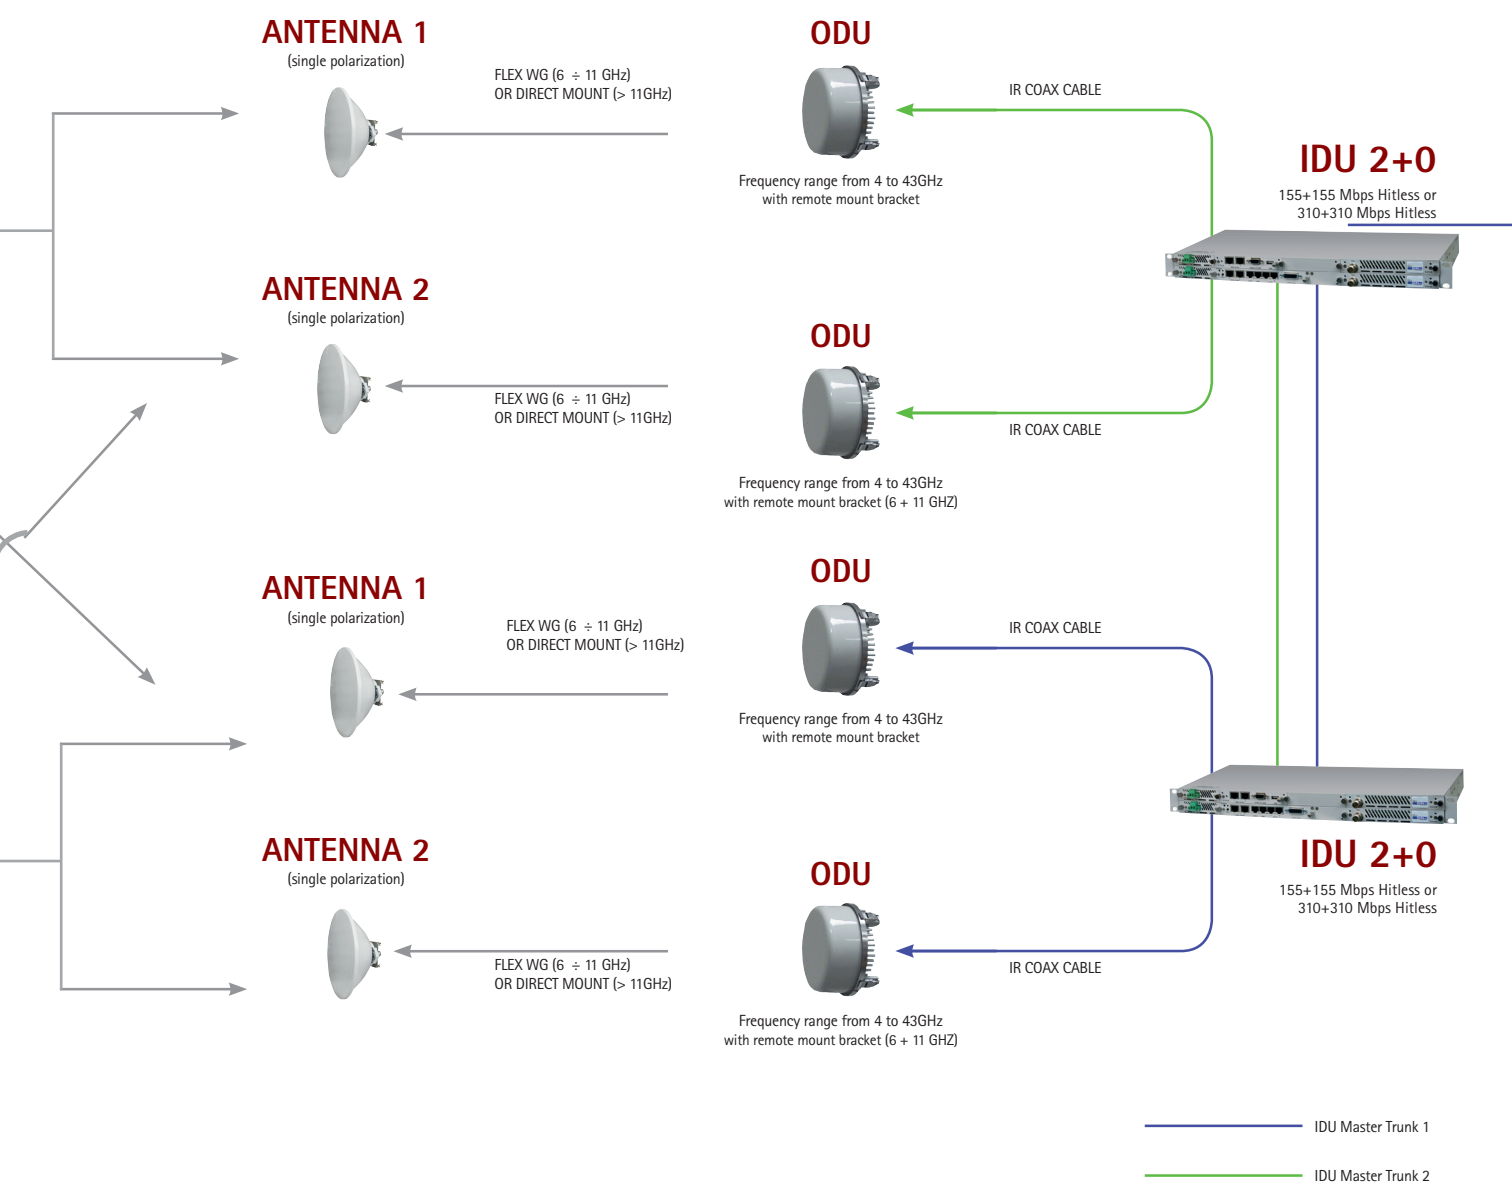 ANTENNA 1
(single polarization)
FLEX WG (6 ÷ 11 GHz)
OR DIRECT MOUNT (> 11GHz)
ODU
IR COAX CABLE
Frequency range from 4 to 43GHz
with remote mount bracket
IDU 2+0
155+155 Mbps Hitless or
310+310 Mbps Hitless
ANTENNA 2
(single polarization)
FLEX WG (6 ÷ 11 GHz)
OR DIRECT MOUNT (> 11GHz)
ODU
IR COAX CABLE
Frequency range from 4 to 43GHz
with remote mount bracket (6 + 11 GHZ)
ANTENNA 1
(single polarization)
FLEX WG (6 ÷ 11 GHz)
OR DIRECT MOUNT (> 11GHz)
ODU
IR COAX CABLE
Frequency range from 4 to 43GHz
with remote mount bracket
ANTENNA 2
(single polarization)
FLEX WG (6 ÷ 11 GHz)
OR DIRECT MOUNT (> 11GHz)
ODU
IR COAX CABLE
Frequency range from 4 to 43GHz
with remote mount bracket (6 + 11 GHZ)
IDU 2+0
155+155 Mbps Hitless or
310+310 Mbps Hitless
IDU Master Trunk 1
IDU Master Trunk 2